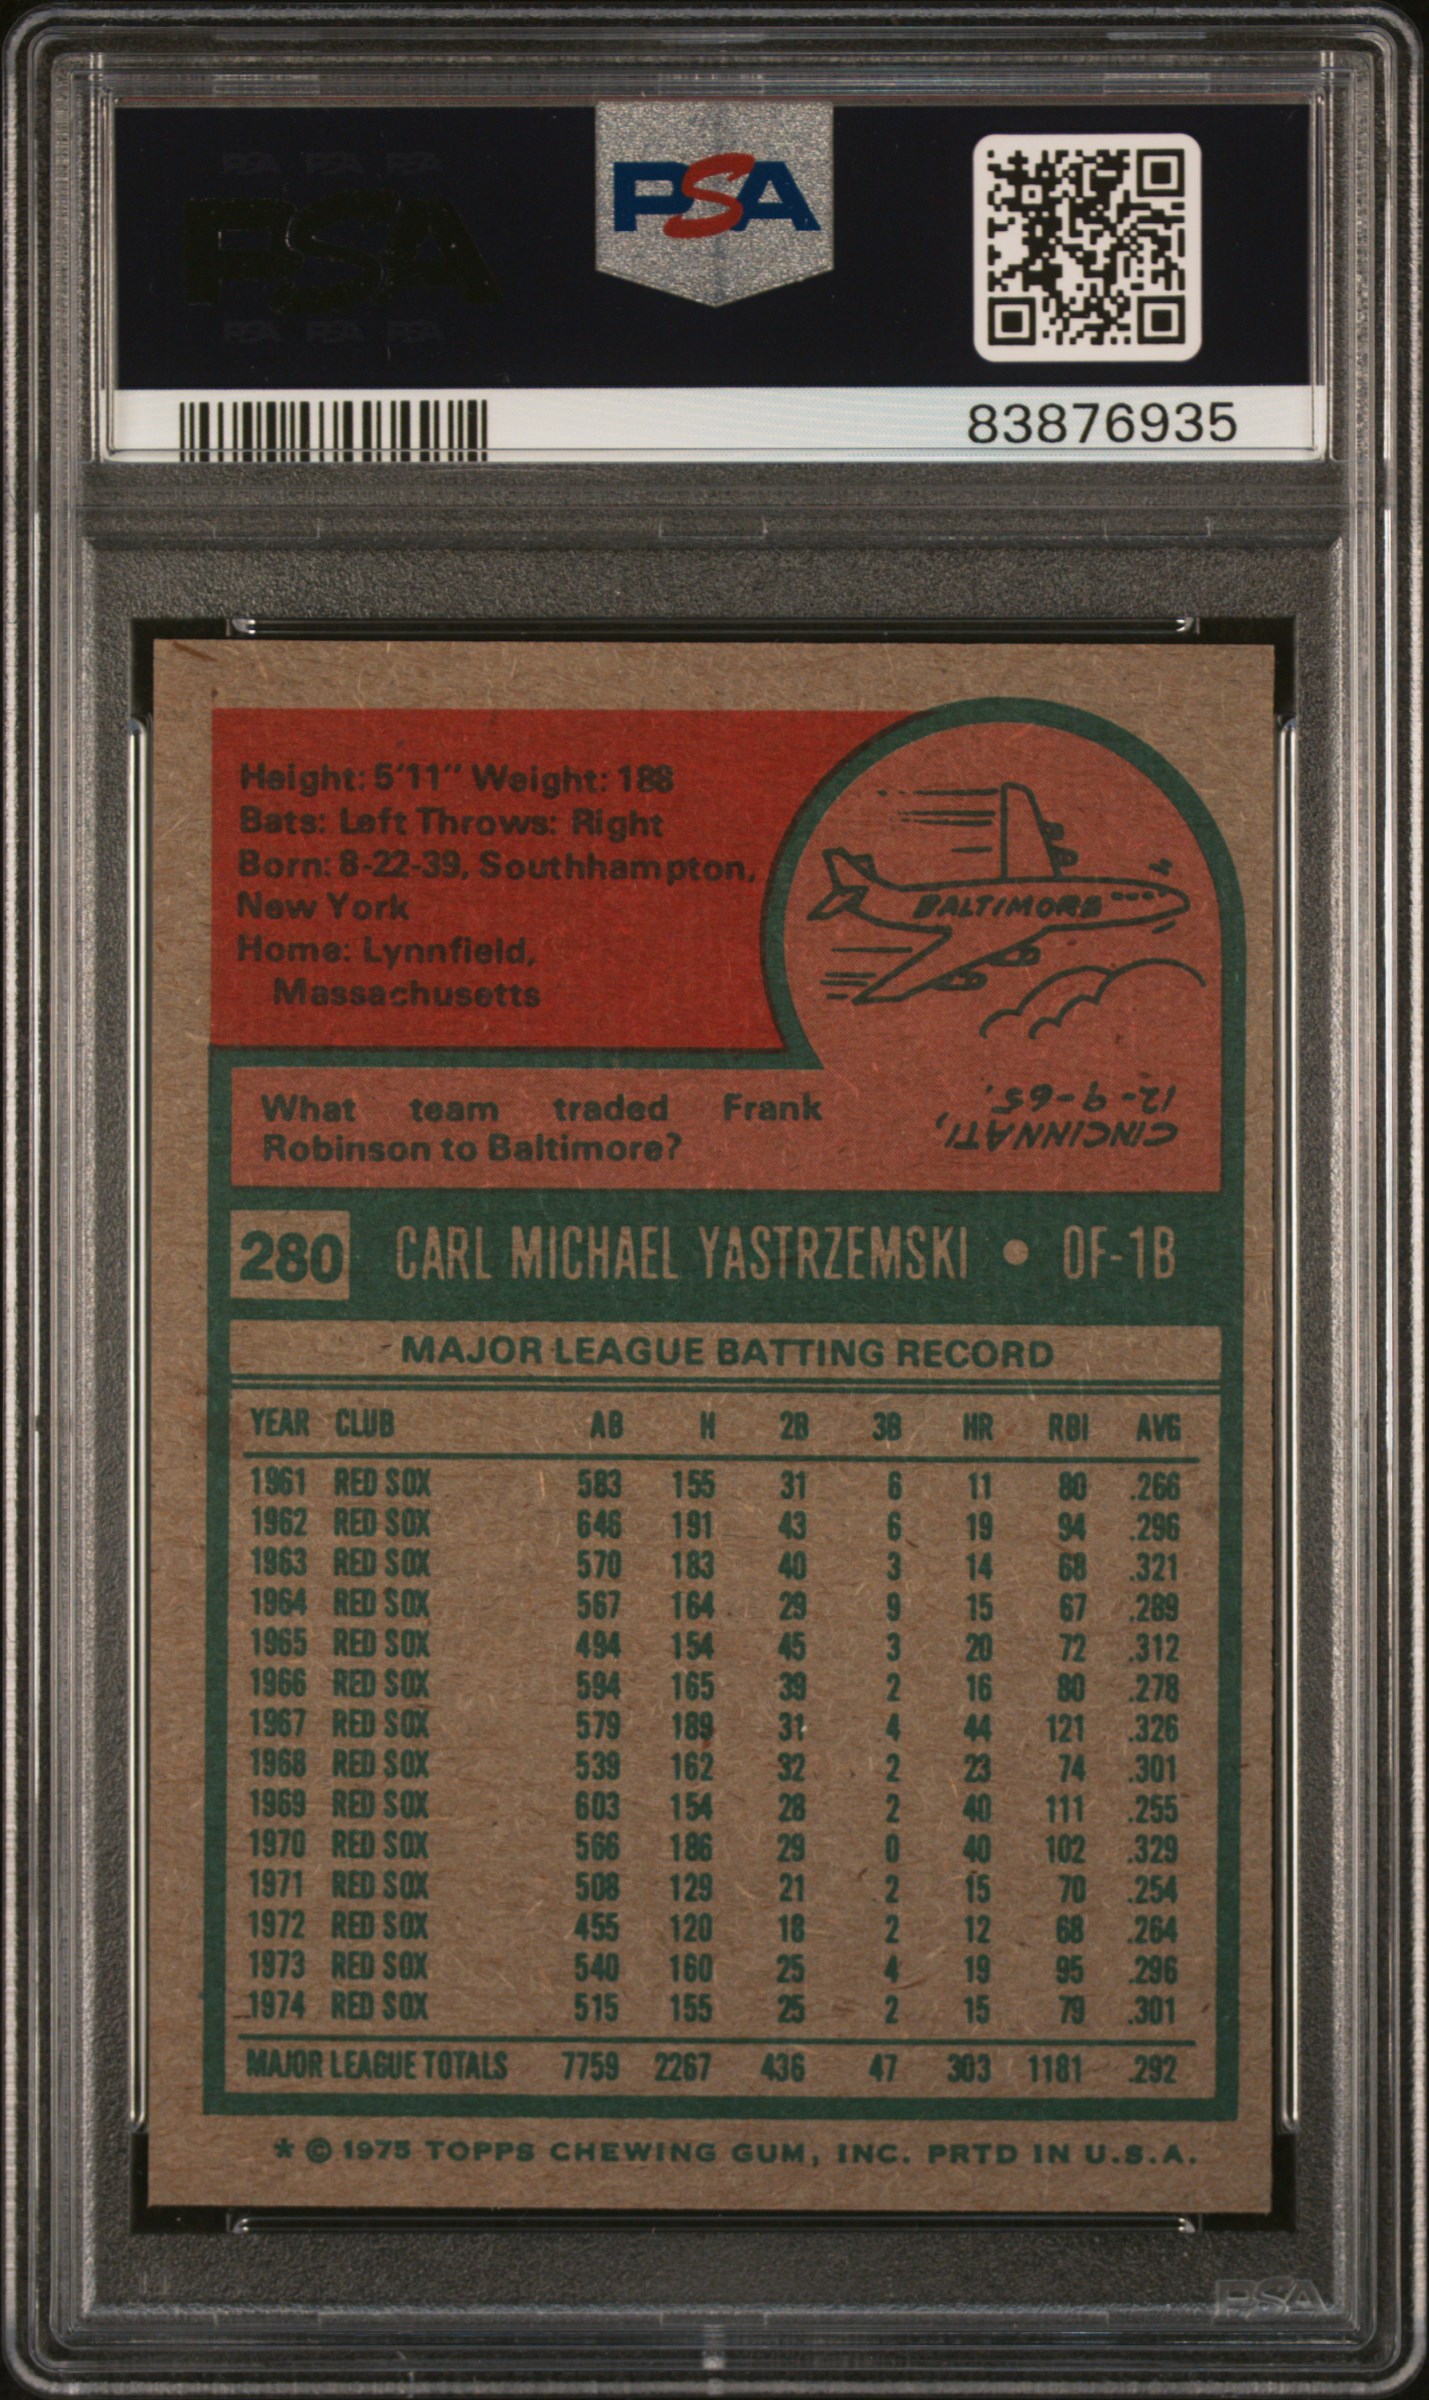 PSA PSA PSA
PSA
PSA PSA PSA
PSA
83876935
Height: 5'11" Weight: 188
Bats: Left Throws: Right
Born: 8-22-39, Southhampton,
New York
Home: Lynnfield,
Massachusetts
BALTIMORE
What team traded Frank
Robinson to Baltimore?
CINCINNATI,
12-9-65.
280 CARL MICHAEL YASTRZEMSKI • OF-1B
MAJOR LEAGUE BATTING RECORD
YEAR CLUB AB H 2B 3B HR RBI AVG
1961 RED SOX 583 155 31 6 11 80 .266
1962 RED SOX 646 191 43 6 19 94 .296
1963 RED SOX 570 183 40 3 14 68 .321
1964 RED SOX 567 164 29 9 15 67 .289
1965 RED SOX 494 154 45 3 20 72 .312
1966 RED SOX 594 165 39 2 16 80 .278
1967 RED SOX 579 189 31 4 44 121 .326
1968 RED SOX 539 162 32 2 23 74 .301
1969 RED SOX 603 154 28 2 40 111 .255
1970 RED SOX 566 186 29 0 40 102 .329
1971 RED SOX 508 129 21 2 15 70 .254
1972 RED SOX 455 120 18 2 12 68 .264
1973 RED SOX 540 160 25 4 19 95 .296
1974 RED SOX 515 155 25 2 15 79 .301
MAJOR LEAGUE TOTALS 7759 2267 436 47 303 1181 .292
* © 1975 TOPPS CHEWING GUM, INC. PRTD IN U.S.A.
PSA